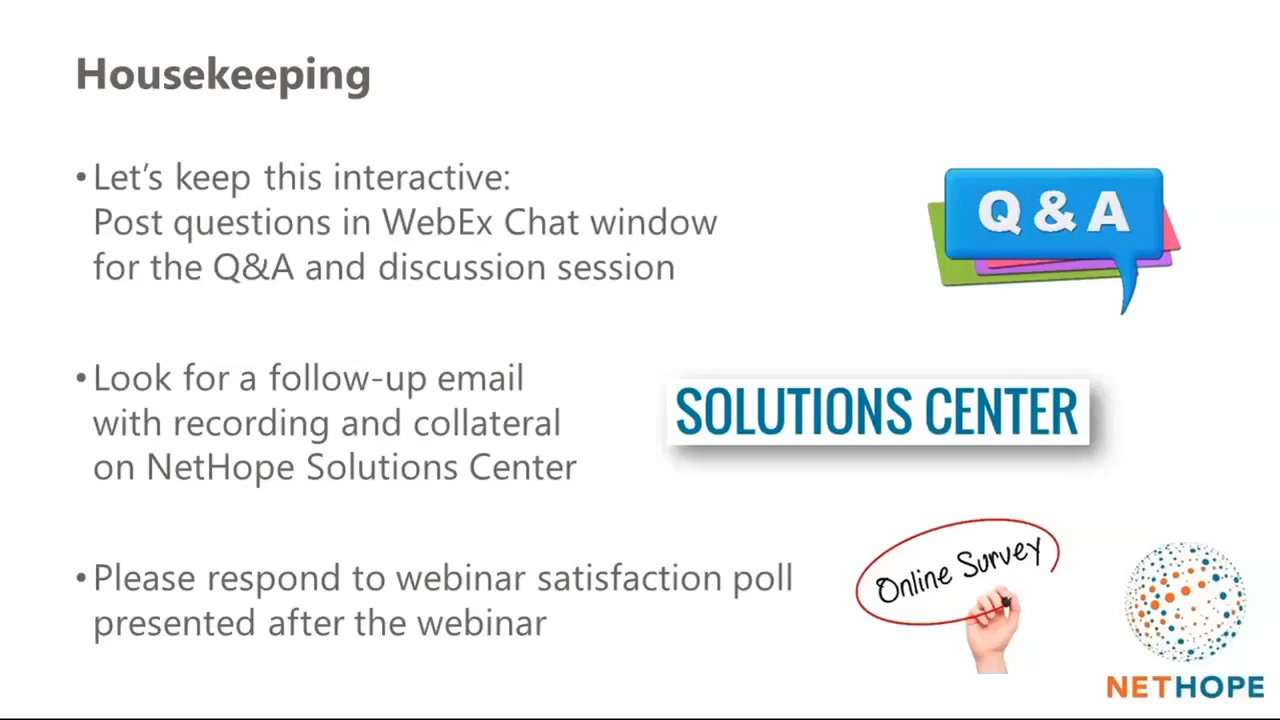 Housekeeping
•Let's keep this interactive:
Post questions in WebEx Chat window
for the Q&A and discussion session
Q & A
•Look for a follow-up email
with recording and collateral
on NetHope Solutions Center
SOLUTIONS CENTER
•Please respond to webinar satisfaction poll
presented after the webinar
Online Survey
NETHOPE